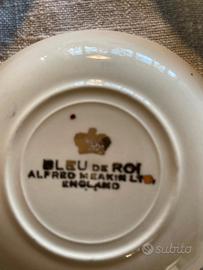 BLEU DE ROI
ALFRED MEAKIN LTD.
ENGLAND
subito